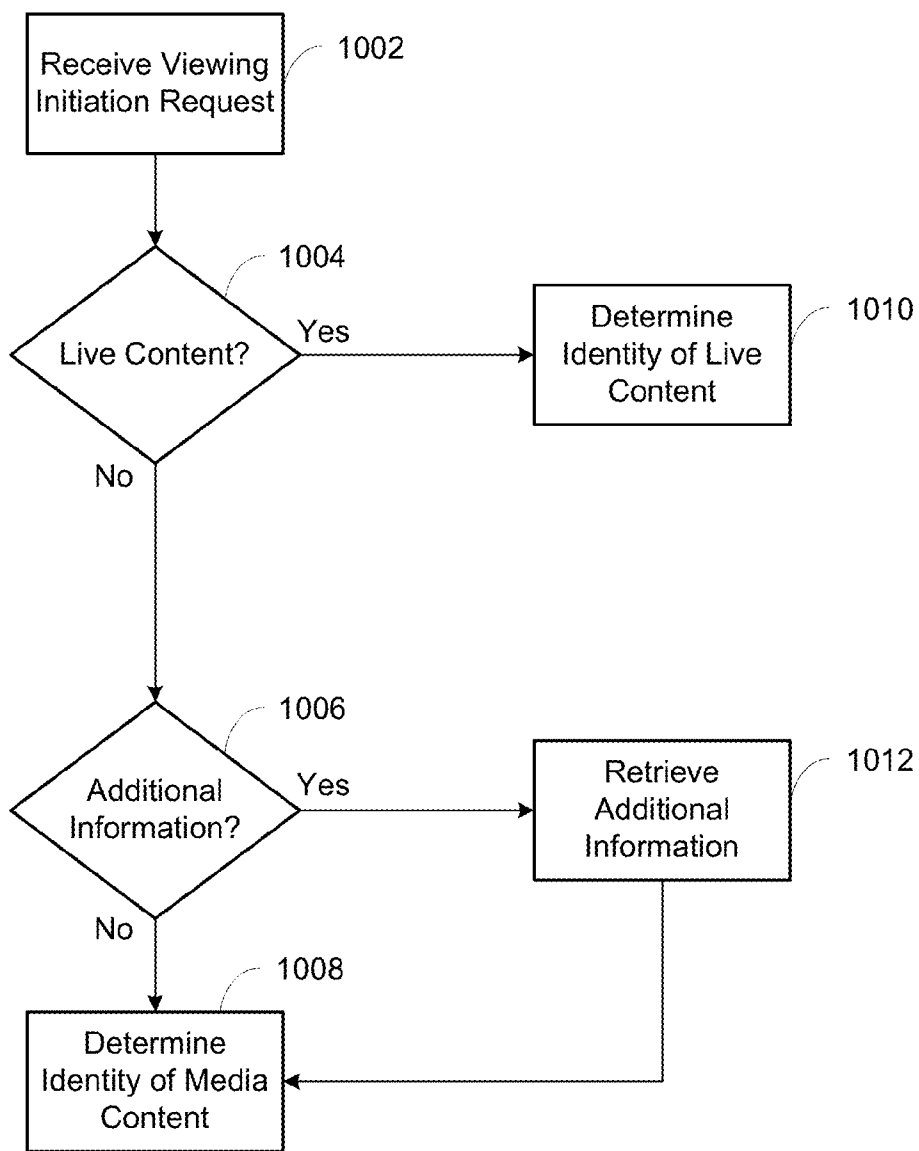 Receive Viewing
Initiation Request
1002
1004
Live Content?
Yes
No
Determine
Identity of Live
Content
1010
1006
Additional
Information?
Yes
No
Retrieve
Additional
Information
1012
1008
Determine
Identity of Media
Content